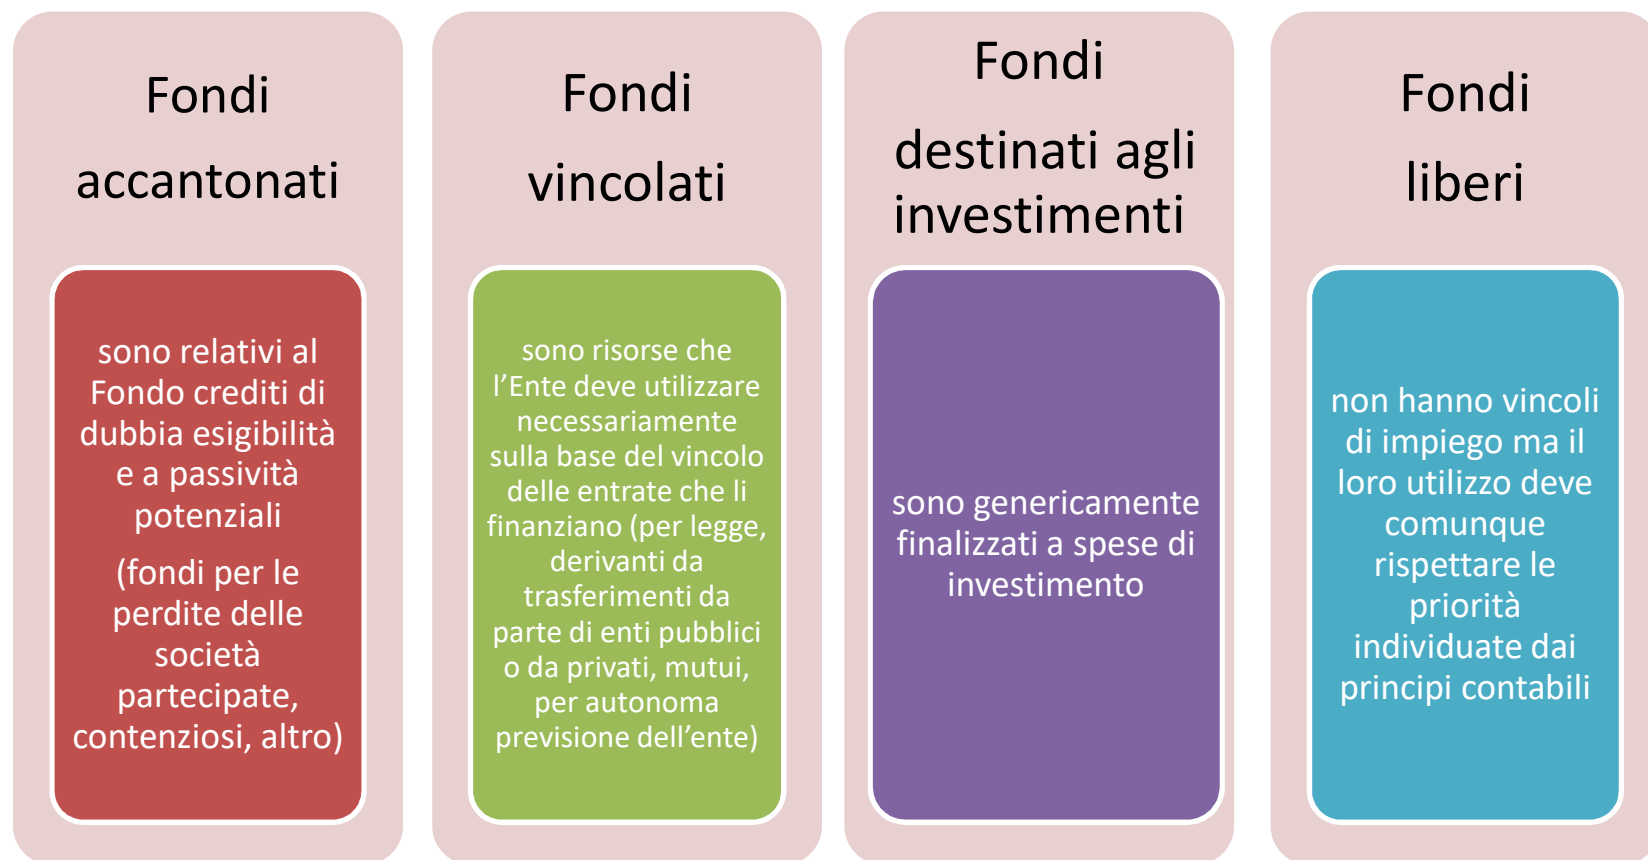 Fondi
accantonati
sono relativi al
Fondo crediti di
dubbia esigibilità
e a passività
potenziali
(fondi per le
perdite delle
società
partecipate,
contenziosi, altro)
Fondi
vincolati
sono risorse che
l’Ente deve utilizzare
necessariamente
sulla base del vincolo
delle entrate che li
finanziano (per legge,
derivanti da
trasferimenti da
parte di enti pubblici
o da privati, mutui,
per autonoma
previsione dell’ente)
Fondi
destinati agli
investimenti
sono genericamente
finalizzati a spese di
investimento
Fondi
liberi
non hanno vincoli
di impiego ma il
loro utilizzo deve
comunque
rispettare le
priorità
individuate dai
principi contabili